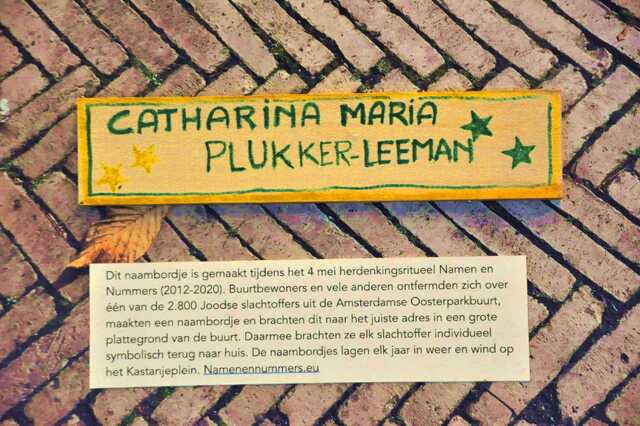 CATHARINA MARIA
PLUKKER-LEEMAN
Dit naambordje is gemaakt tijdens het 4 mei herdenkingsritueel Namen en
Nummers (2012-2020). Buurtbewoners en vele anderen ontfermden zich over
één van de 2.800 Joodse slachtoffers uit de Amsterdamse Oosterparkbuurt,
maakten een naambordje en brachten dit naar het juiste adres in een grote
plattegrond van de buurt. Daarmee brachten ze elk slachtoffer individueel
symbolisch terug naar huis. De naambordjes lagen elk jaar in weer en wind op
het Kastanjeplein. Namenennummers.eu